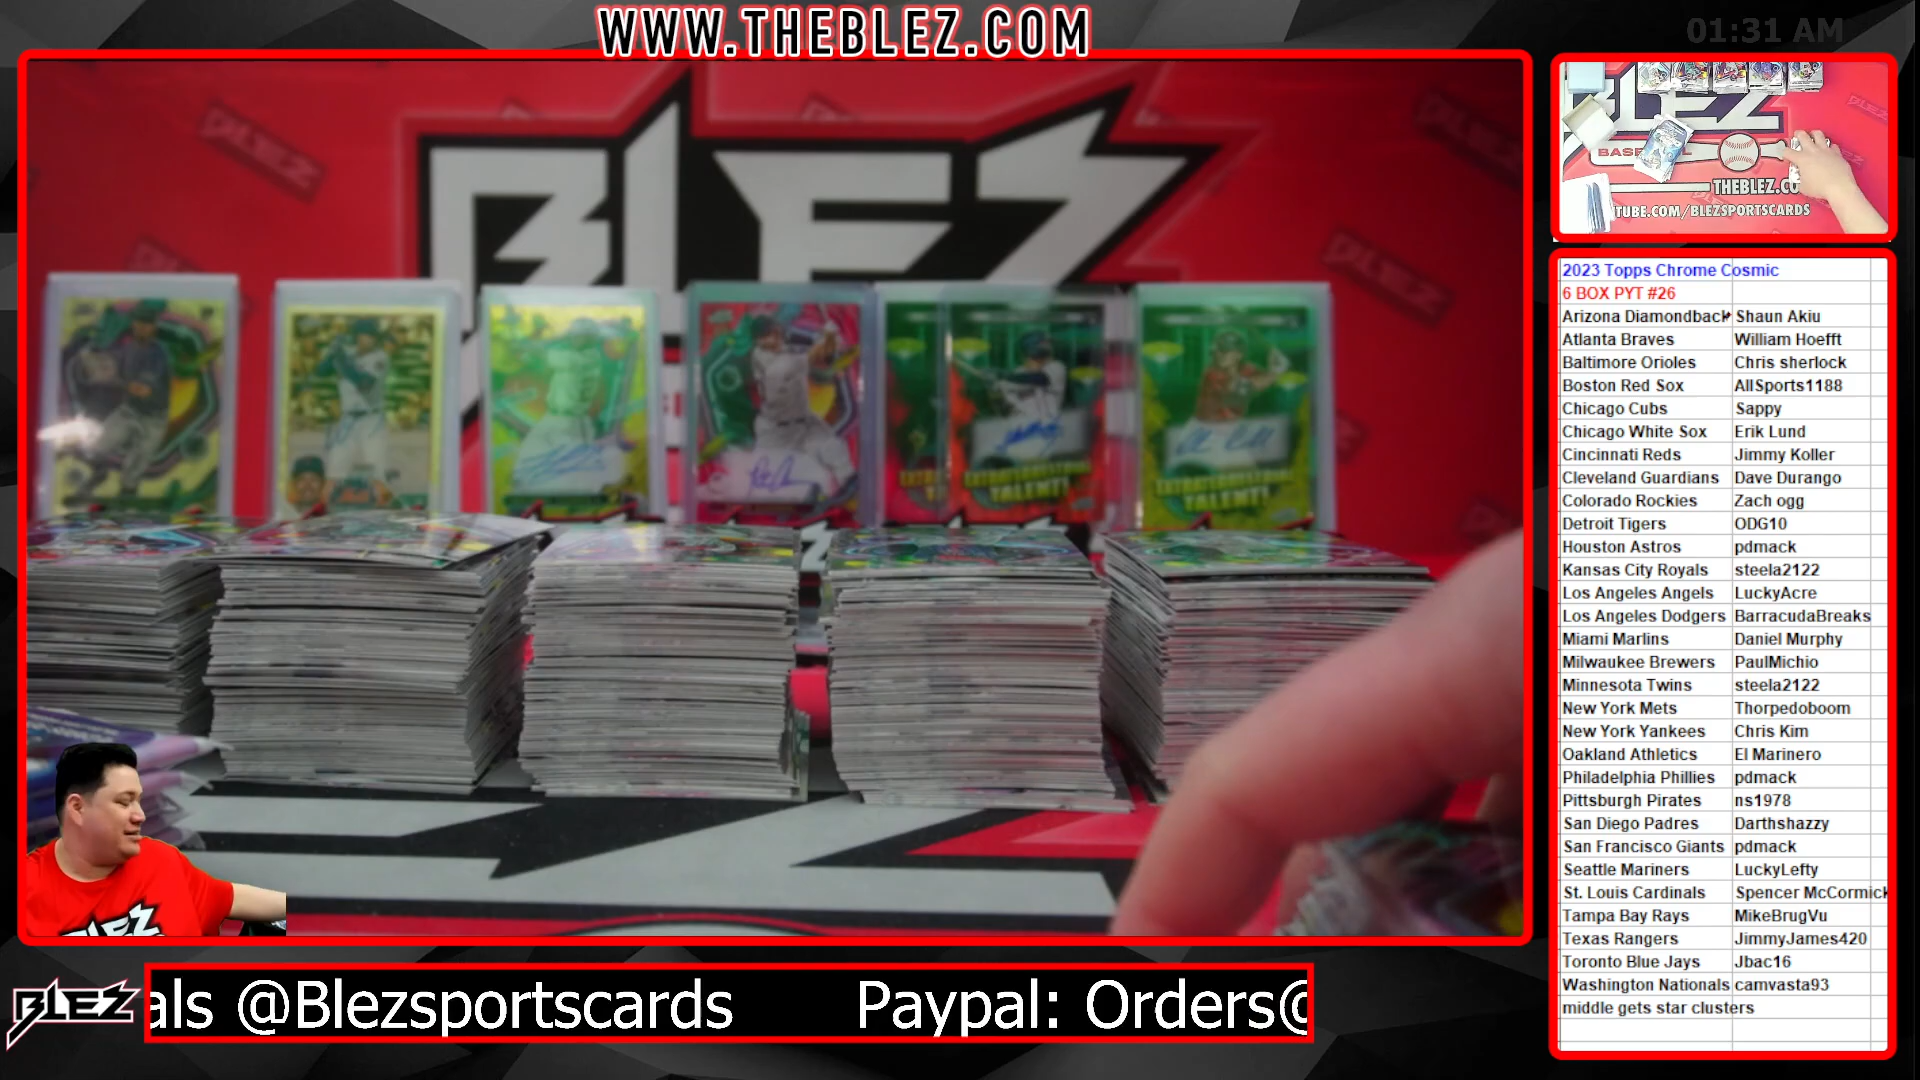 WWW.THEBLEZ.COM
01:31 AM
BLEZ
BLEZ
THEBLEZ.CO
TUBE.COM/BLEZSPORTSCARDS
EXTRATERRESTRIAL
TALENT!
EXTRATERRESTRIAL
TALENT!
2023 Topps Chrome Cosmic
6 BOX PYT #26
Arizona Diamondback Shaun Akiu
Atlanta Braves William Hoefft
Baltimore Orioles Chris sherlock
Boston Red Sox AllSports1188
Chicago Cubs Sappy
Chicago White Sox Erik Lund
Cincinnati Reds Jimmy Koller
Cleveland Guardians Dave Durango
Colorado Rockies Zach ogg
Detroit Tigers ODG10
Houston Astros pdmack
Kansas City Royals steela2122
Los Angeles Angels LuckyAcre
Los Angeles Dodgers BarracudaBreaks
Miami Marlins Daniel Murphy
Milwaukee Brewers PaulMichio
Minnesota Twins steela2122
New York Mets Thorpedoboom
New York Yankees Chris Kim
Oakland Athletics El Marinero
Philadelphia Phillies pdmack
Pittsburgh Pirates ns1978
San Diego Padres Darthshazzy
San Francisco Giants pdmack
Seattle Mariners LuckyLefty
St. Louis Cardinals Spencer McCormick
Tampa Bay Rays MikeBrugVu
Texas Rangers JimmyJames420
Toronto Blue Jays Jbac16
Washington Nationals camvasta93
middle gets star clusters
BLEZ
BLEZ
als @Blezsportscards Paypal: Orders@